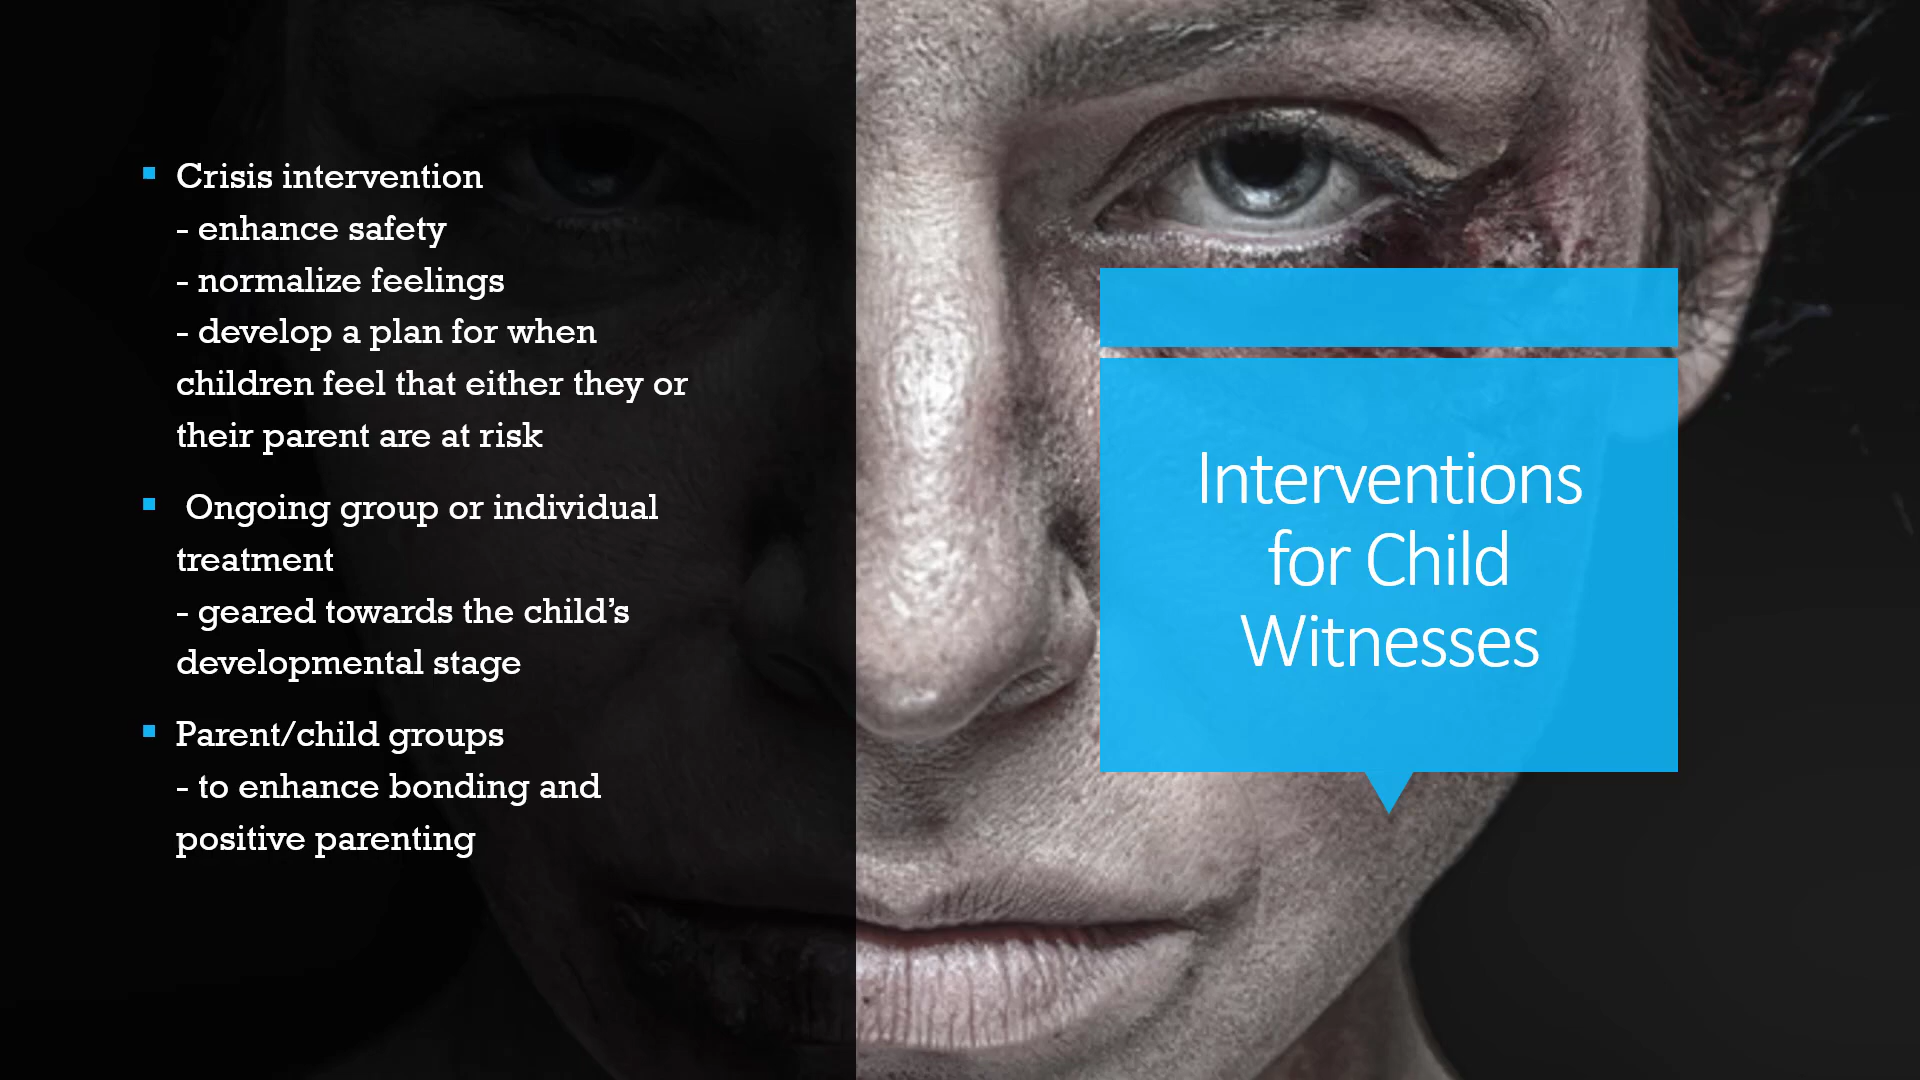 Crisis intervention
- enhance safety
- normalize feelings
- develop a plan for when
children feel that either they or
their parent are at risk
Ongoing group or individual
treatment
- geared towards the child’s
developmental stage
Parent/child groups
- to enhance bonding and
positive parenting
Interventions
for Child
Witnesses